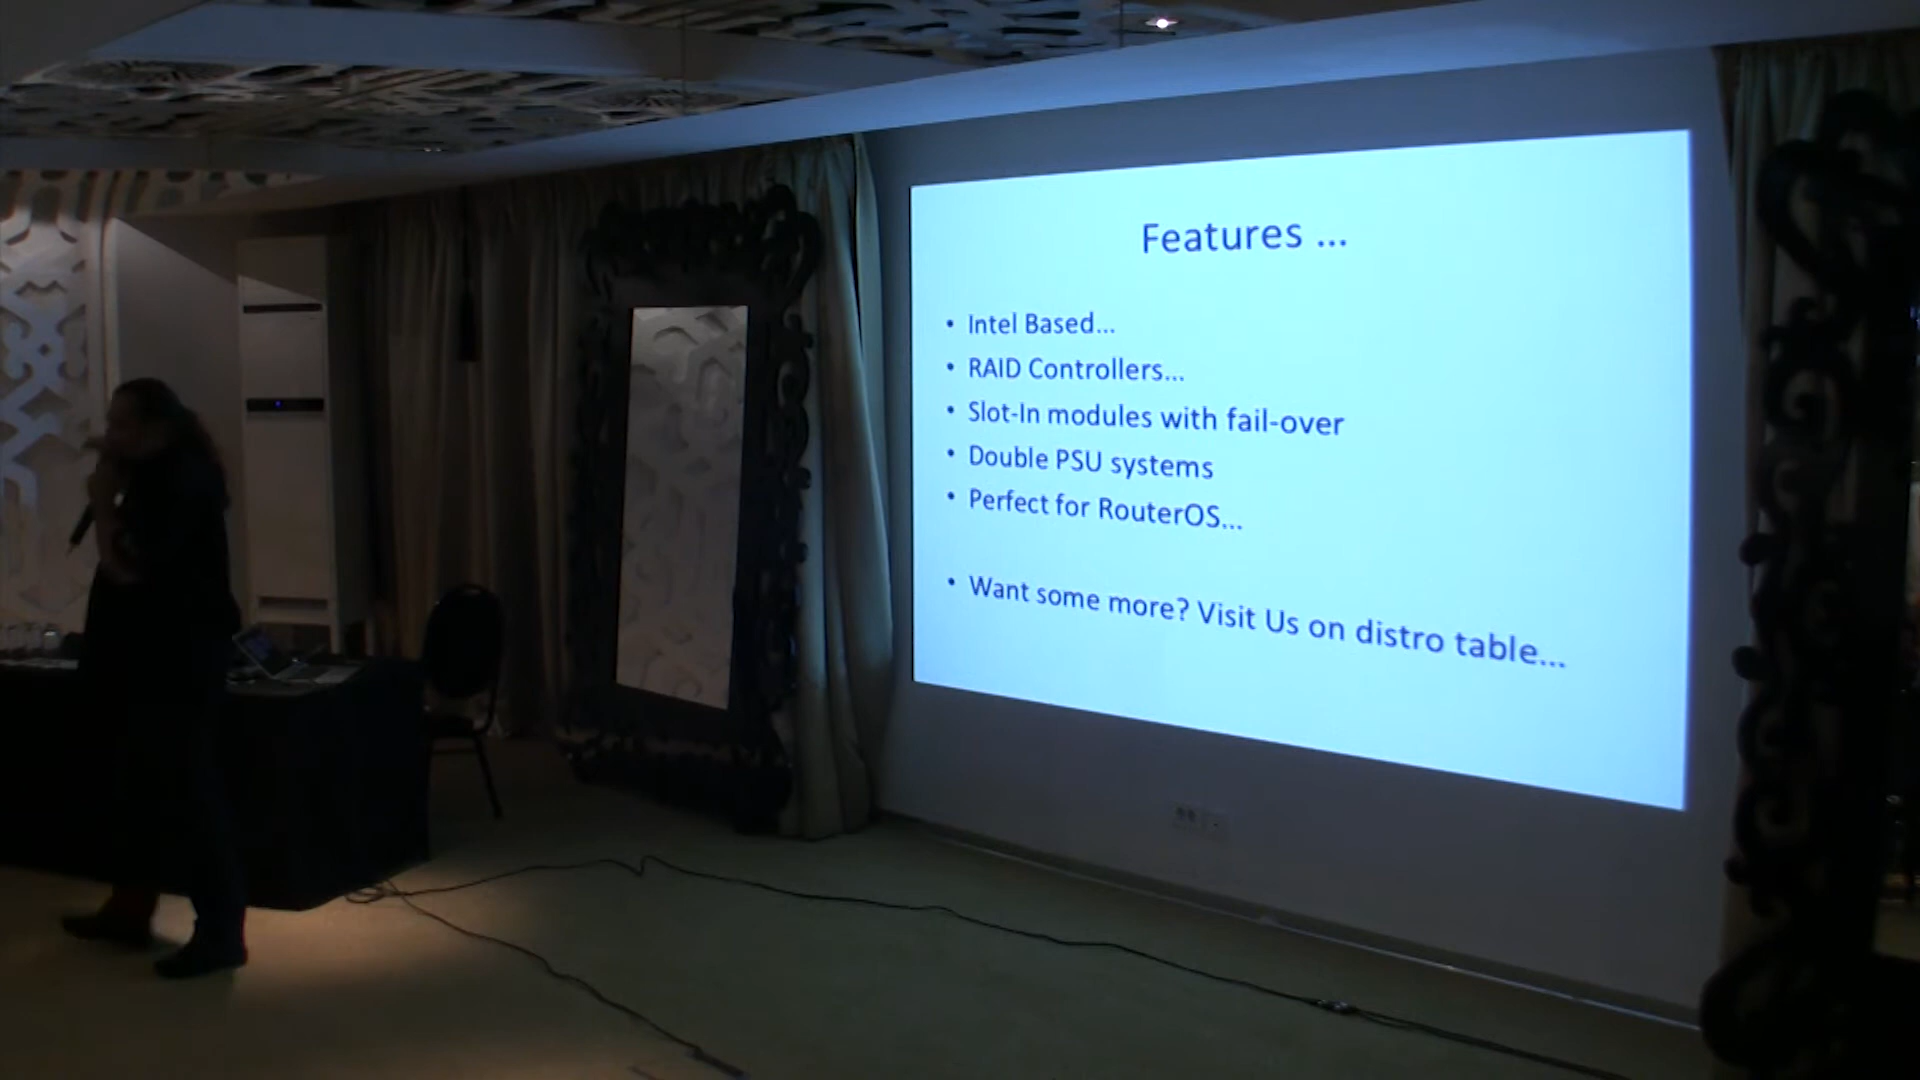 Features ...
• Intel Based...
• RAID Controllers...
• Slot-In modules with fail-over
• Double PSU systems
• Perfect for RouterOS...
• Want some more? Visit Us on distro table...